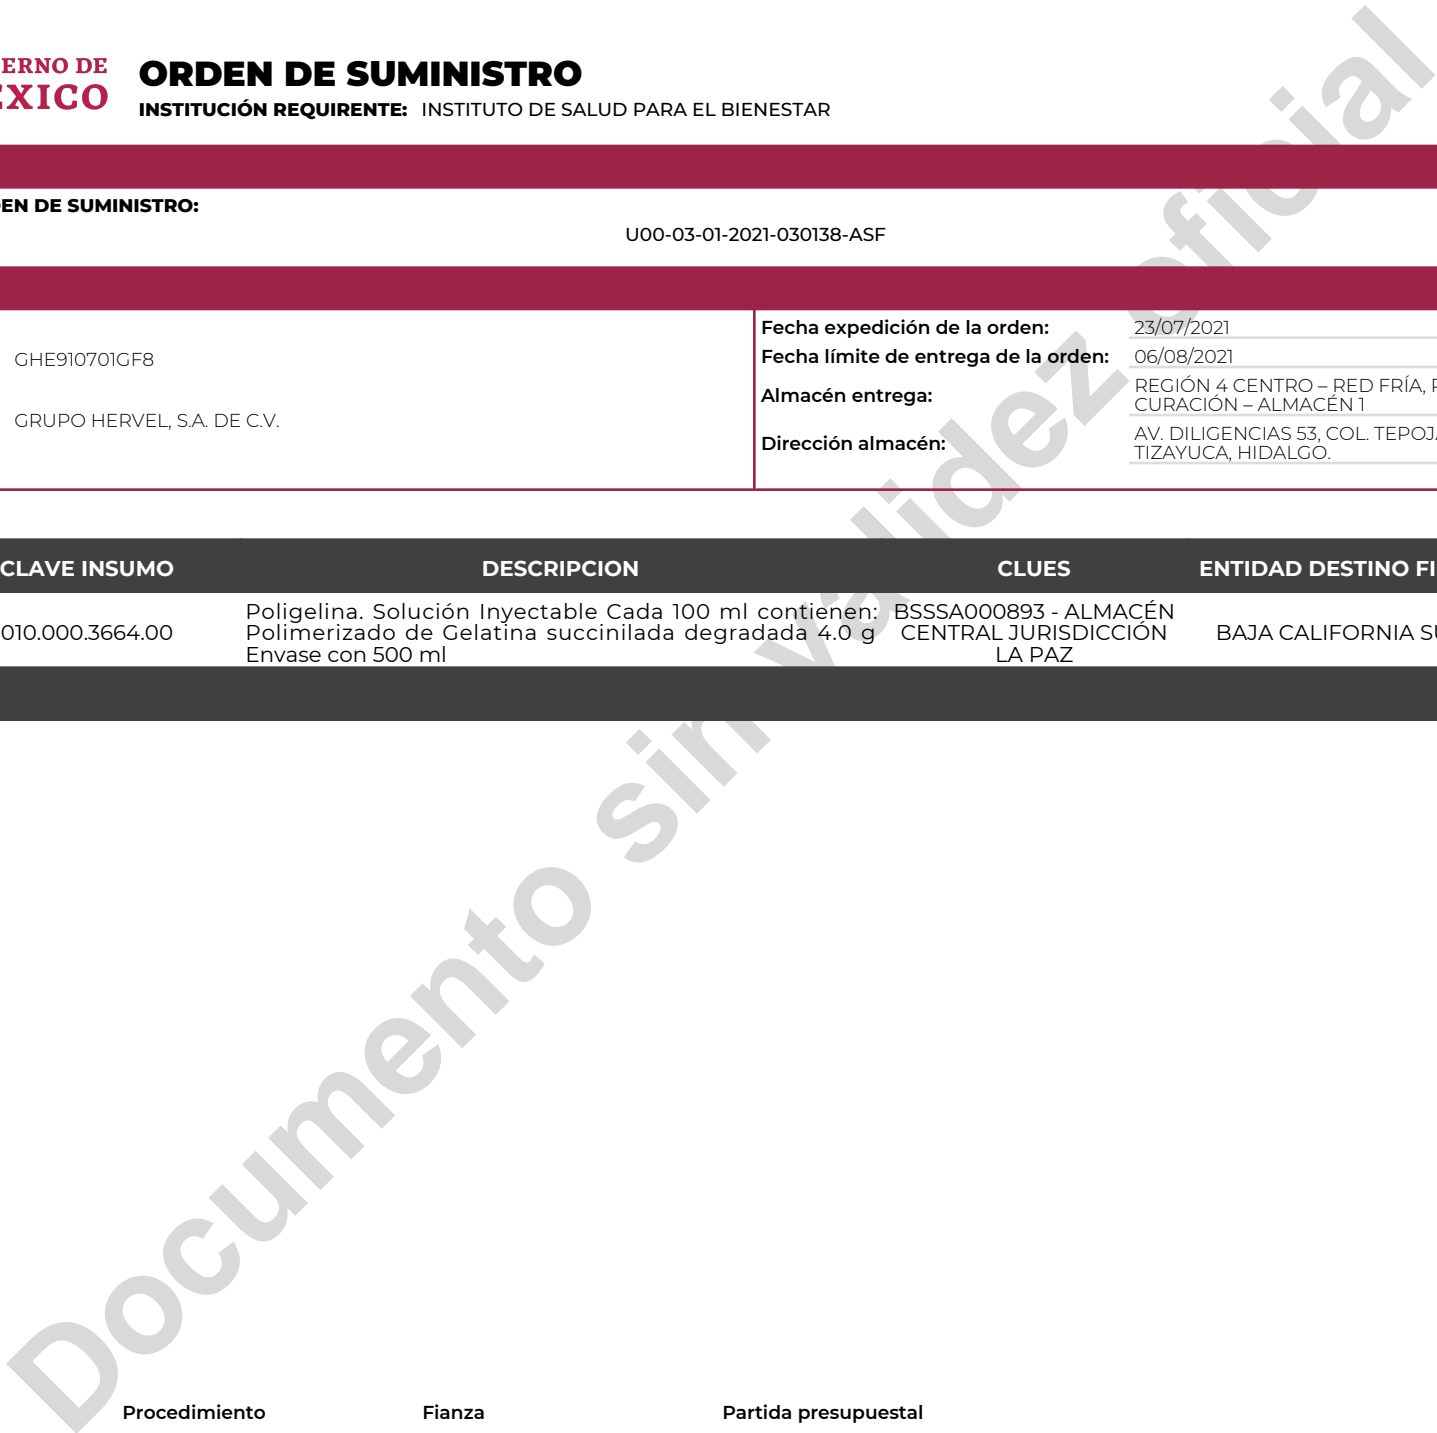 ERNO DE
EXICO
ORDEN DE SUMINISTRO
INSTITUCIÓN REQUIRENTE: INSTITUTO DE SALUD PARA EL BIENESTAR
EN DE SUMINISTRO:
U00-03-01-2021-030138-ASF
GHE910701GF8
GRUPO HERVEL, S.A. DE C.V.
Fecha expedición de la orden: 23/07/2021
Fecha límite de entrega de la orden: 06/08/2021
Almacén entrega: REGIÓN 4 CENTRO – RED FRÍA,
CURACIÓN – ALMACÉN 1
Dirección almacén: AV. DILIGENCIAS 53, COL. TEPOJ
TIZAYUCA, HIDALGO.
CLAVE INSUMO DESCRIPCION CLUES ENTIDAD DESTINO FI
010.000.3664.00 Poligelina. Solución Inyectable Cada 100 ml contienen: Polimerizado de Gelatina succinilada degradada 4.0 g Envase con 500 ml BSSSA000893 - ALMACÉN CENTRAL JURISDICCIÓN LA PAZ BAJA CALIFORNIA S
Documento sin validez oficial
Procedimiento Fianza Partida presupuestal